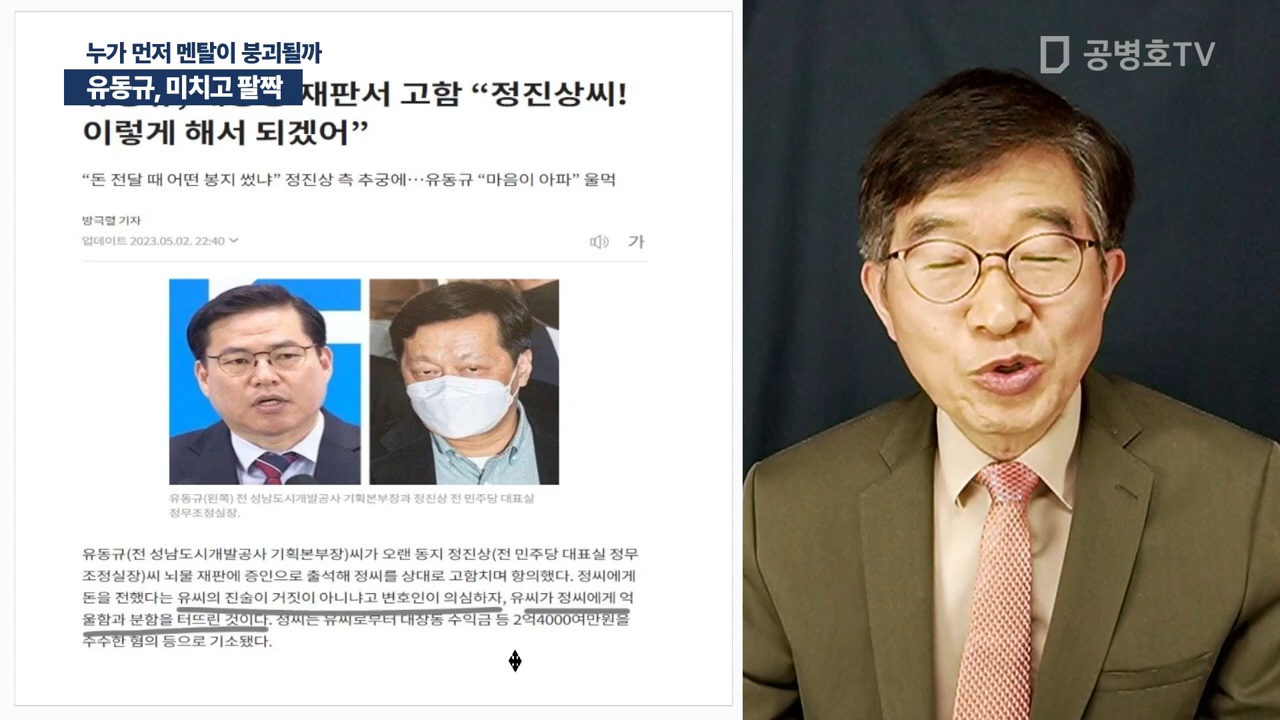 누가 먼저 멘탈이 붕괴될까
유동규, 미치고 팔짝
공병호TV
재판서 고함 “정진상씨!
이렇게 해서 되겠어”
“돈 전달 때 어떤 봉지 썼냐” 정진상 측 추궁에…유동규 “마음이 아파” 울먹
방극렬 기자
업데이트 2023.05.02. 22:40
가
유동규(왼쪽) 전 성남도시개발공사 기획본부장과 정진상 전 민주당 대표실
정무조정실장.
유동규(전 성남도시개발공사 기획본부장)씨가 오랜 동지 정진상(전 민주당 대표실 정무
조정실장)씨 뇌물 재판에 증인으로 출석해 정씨를 상대로 고함치며 항의했다. 정씨에게
돈을 전했다는 유씨의 진술이 거짓이 아니냐고 변호인이 의심하자, 유씨가 정씨에게 억
울함과 분함을 터뜨린 것이다. 정씨는 유씨로부터 대장동 수익금 등 2억4000여만원을
수수한 혐의 등으로 기소됐다.